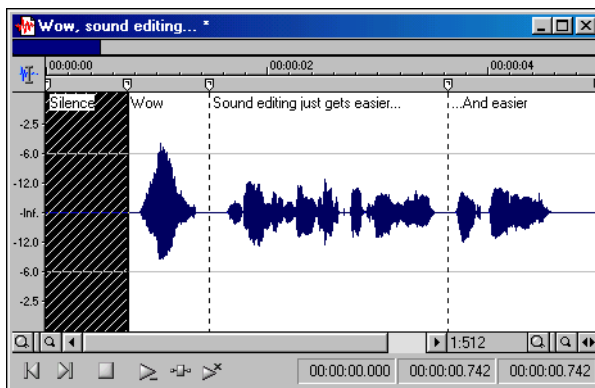 Wow, sound editing... *
00:00:00 00:00:02 00:00:04
Silence Wow Sound editing just gets easier... ...And easier
-2.5
-6.0
-12.0
-Inf.
-12.0
-6.0
-2.5
1:512
00:00:00.000 00:00:00.742 00:00:00.742